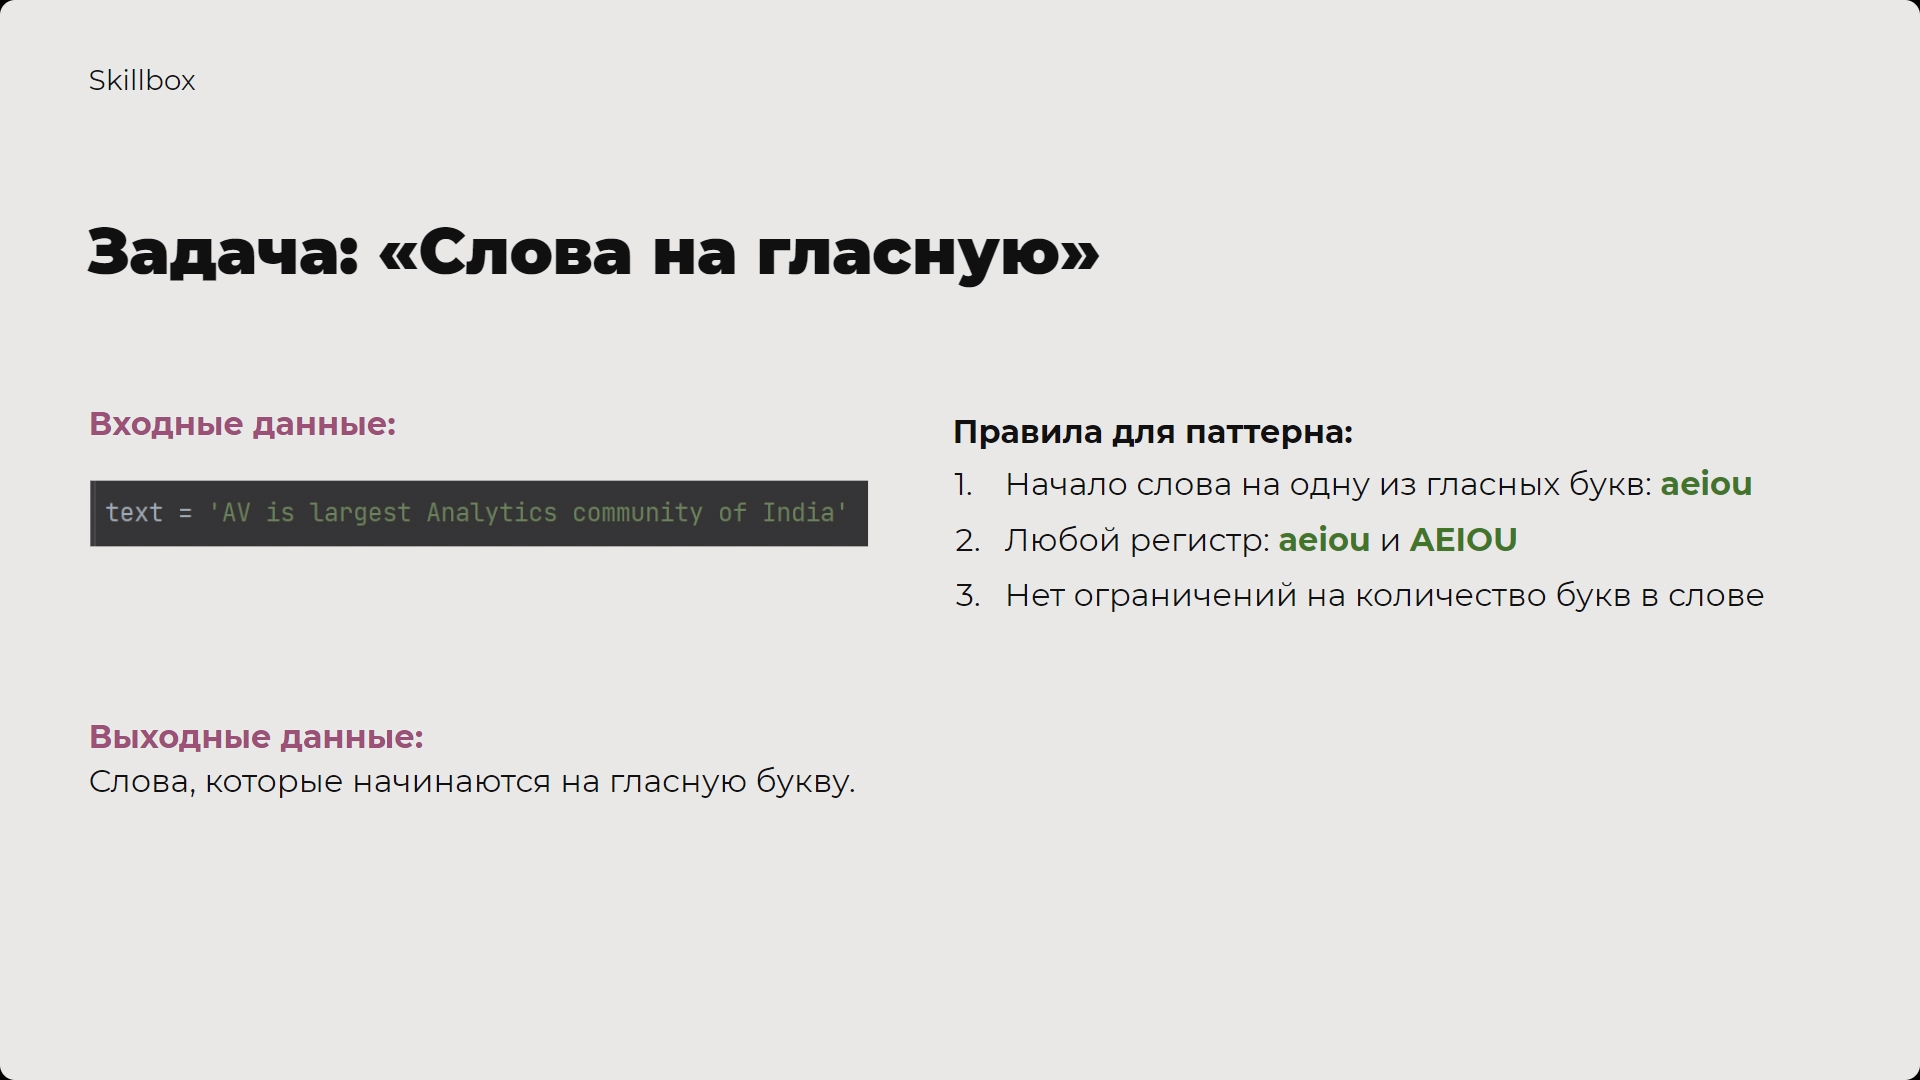 Skillbox
Задача: «Слова на гласную»
Входные данные:
text = 'AV is largest Analytics community of India'
Выходные данные:
Слова, которые начинаются на гласную букву.
Правила для паттерна:
1. Начало слова на одну из гласных букв: aeiou
2. Любой регистр: aeiou и AEIOU
3. Нет ограничений на количество букв в слове